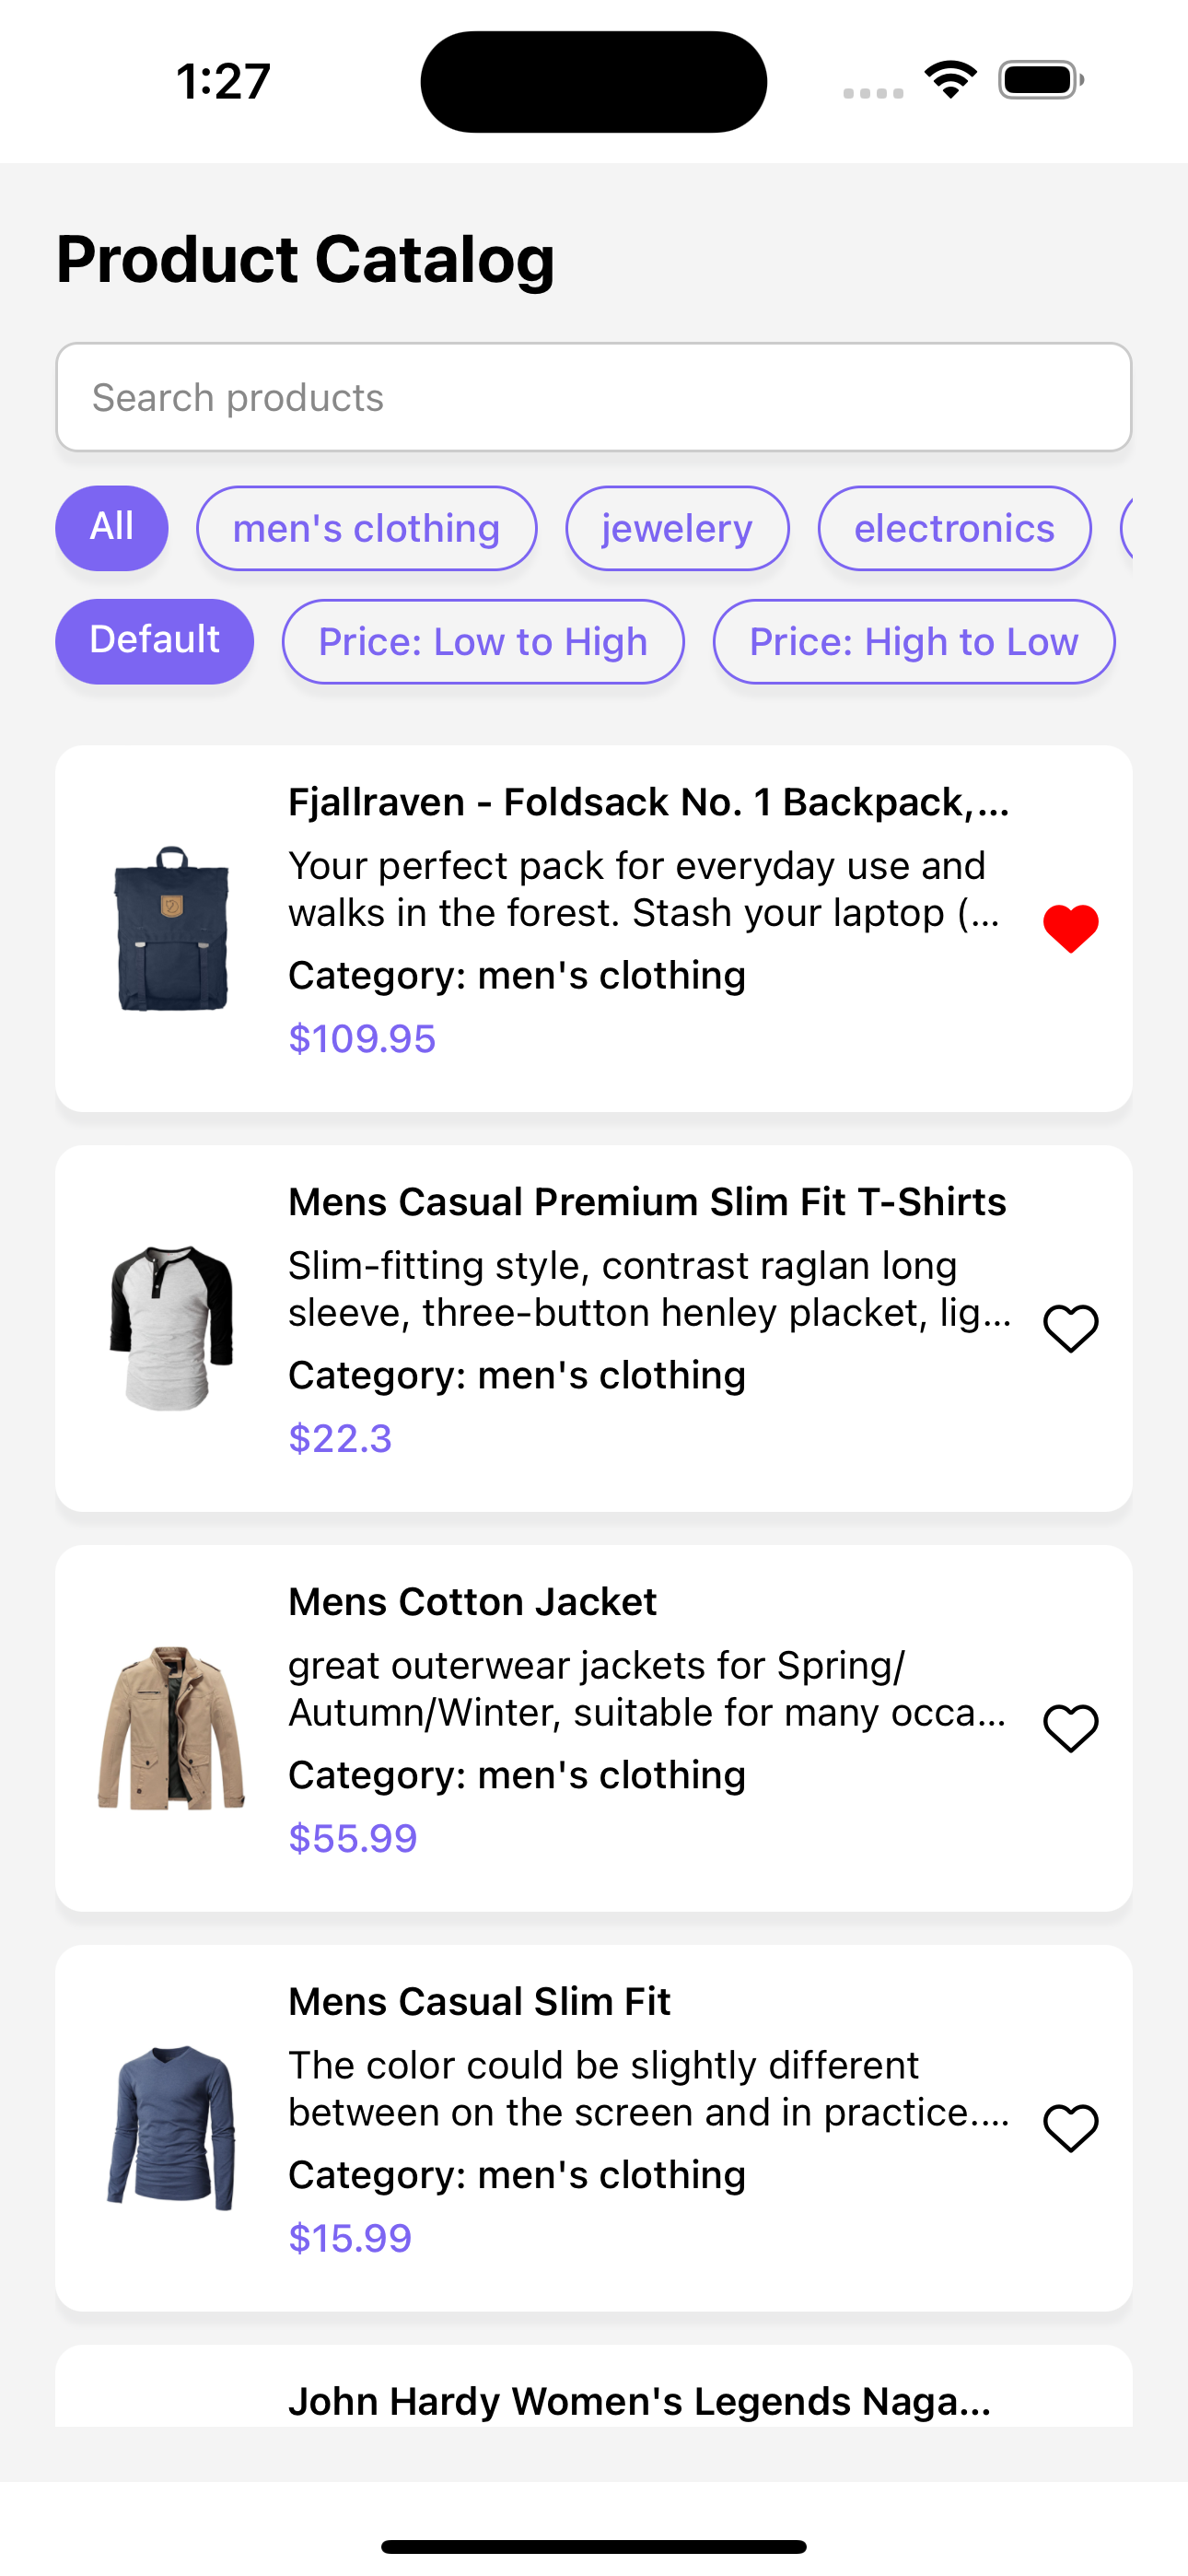 1:27
Product Catalog
Search products
All men's clothing jewelery electronics
Default Price: Low to High Price: High to Low
Fjallraven - Foldsack No. 1 Backpack,...
Your perfect pack for everyday use and
walks in the forest. Stash your laptop (...
Category: men's clothing
$109.95
Mens Casual Premium Slim Fit T-Shirts
Slim-fitting style, contrast raglan long
sleeve, three-button henley placket, lig...
Category: men's clothing
$22.3
Mens Cotton Jacket
great outerwear jackets for Spring/
Autumn/Winter, suitable for many occa...
Category: men's clothing
$55.99
Mens Casual Slim Fit
The color could be slightly different
between on the screen and in practice....
Category: men's clothing
$15.99
John Hardy Women's Legends Naga...